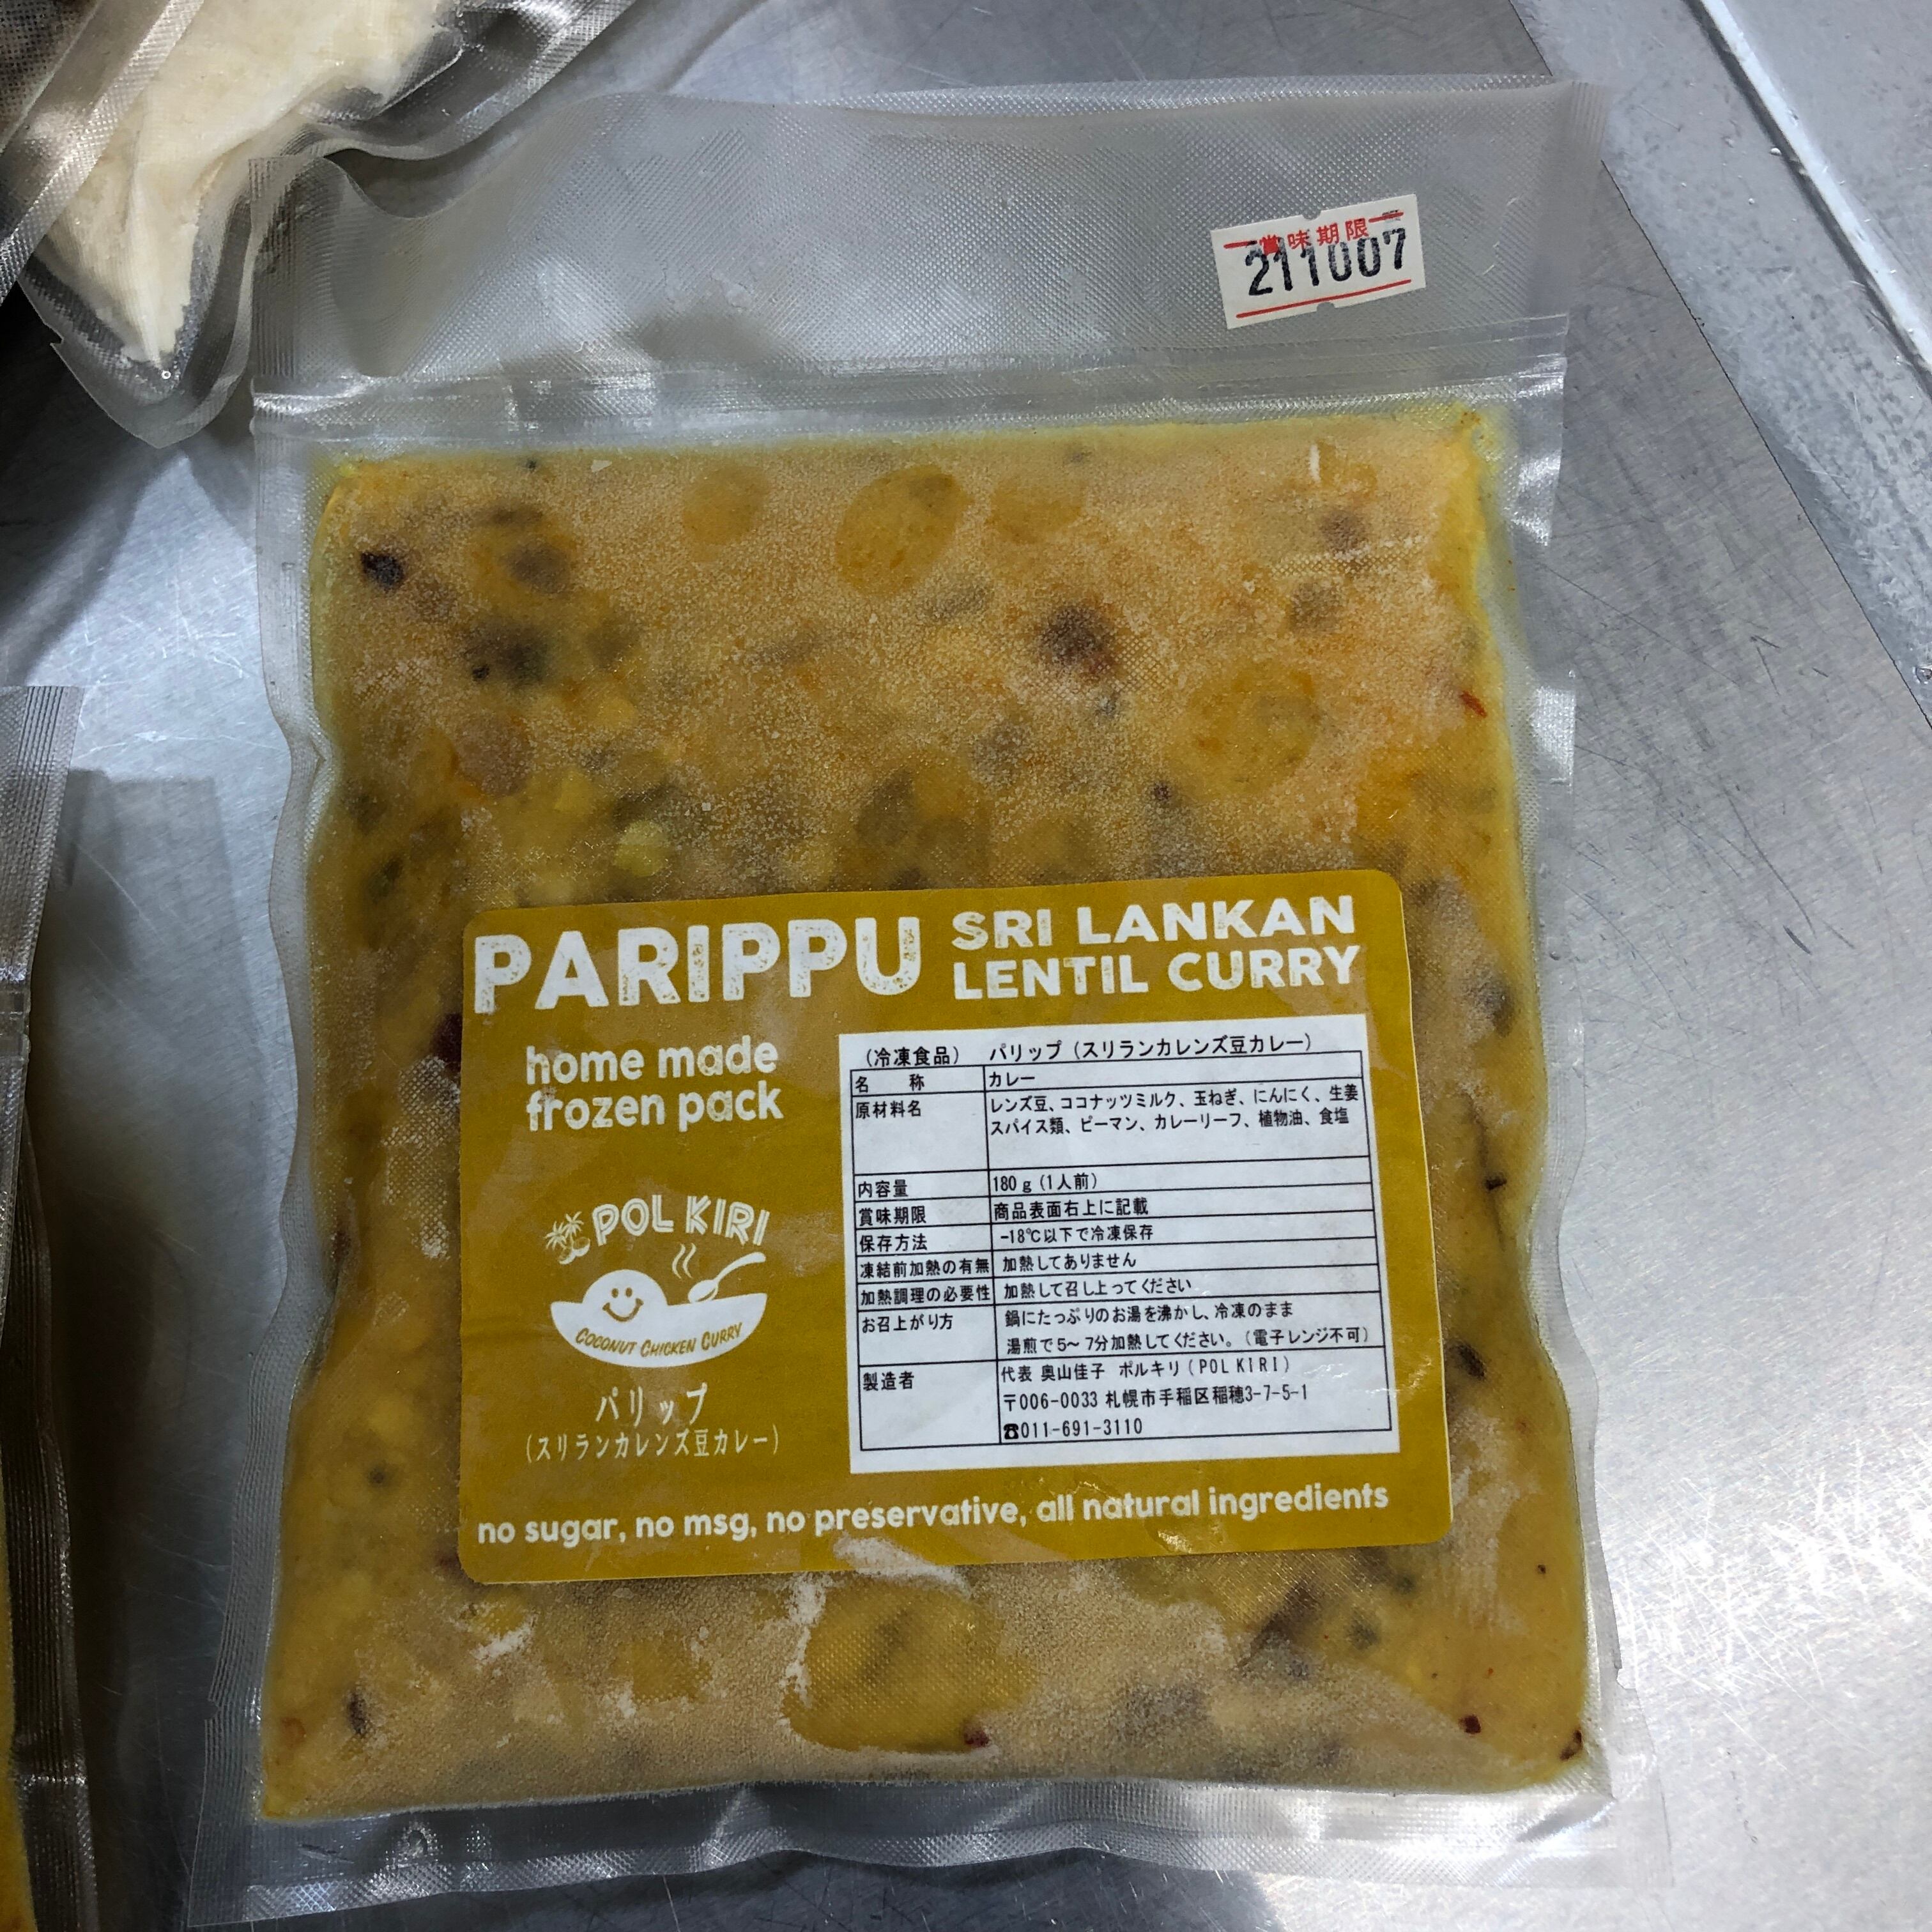 賞味期限
211007
PARIPPU
SRI LANKAN
LENTIL CURRY
home made
frozen pack
POL KIRI
COCONUT CHICKEN CURRY
パリップ
(スリランカレンズ豆カレー)
(冷凍食品) パリップ(スリランカレンズ豆カレー)
名 称 カレー
原材料名 レンズ豆、ココナッツミルク、玉ねぎ、にんにく、生姜
スパイス類、ピーマン、カレーリーフ、植物油、食塩
内容量 180g(1人前)
賞味期限 商品表面右上に記載
保存方法 -18℃以下で冷凍保存
凍結前加熱の有無 加熱してありません
加熱調理の必要性 加熱して召し上ってください
お召上がり方 鍋にたっぷりのお湯を沸かし、冷凍のまま
湯煎で5〜7分加熱してください。(電子レンジ不可)
製造者 代表 奥山佳子 ポルキリ(POL KIRI)
〒006-0033 札幌市手稲区稲穂3-7-5-1
☎011-691-3110
no sugar, no msg, no preservative, all natural ingredients